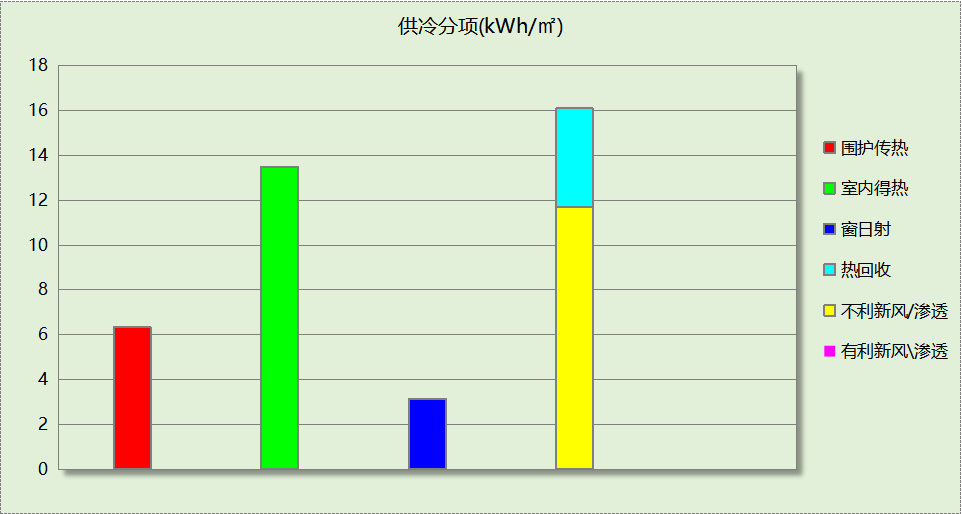 供冷分项(kWh/㎡)
18
16
14
12
10
8
6
4
2
0
围护传热
室内得热
窗日射
热回收
不利新风/渗透
有利新风\渗透